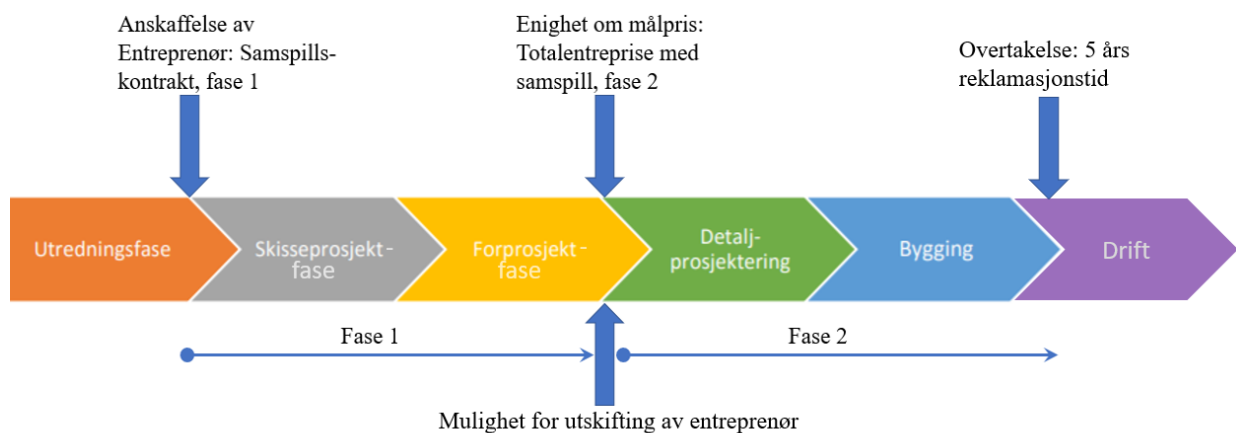 Anskaffelse av
Entreprenør: Samspills-
kontrakt, fase 1
Enighet om målpris:
Totalentreprise med
samspill, fase 2
Overtakelse: 5 års
reklamasjonstid
Utredningsfase
Skisseprosjekt-
fase
Forprosjekt-
fase
Detalj-
prosjektering
Bygging
Drift
Fase 1
Fase 2
Mulighet for utskifting av entreprenør